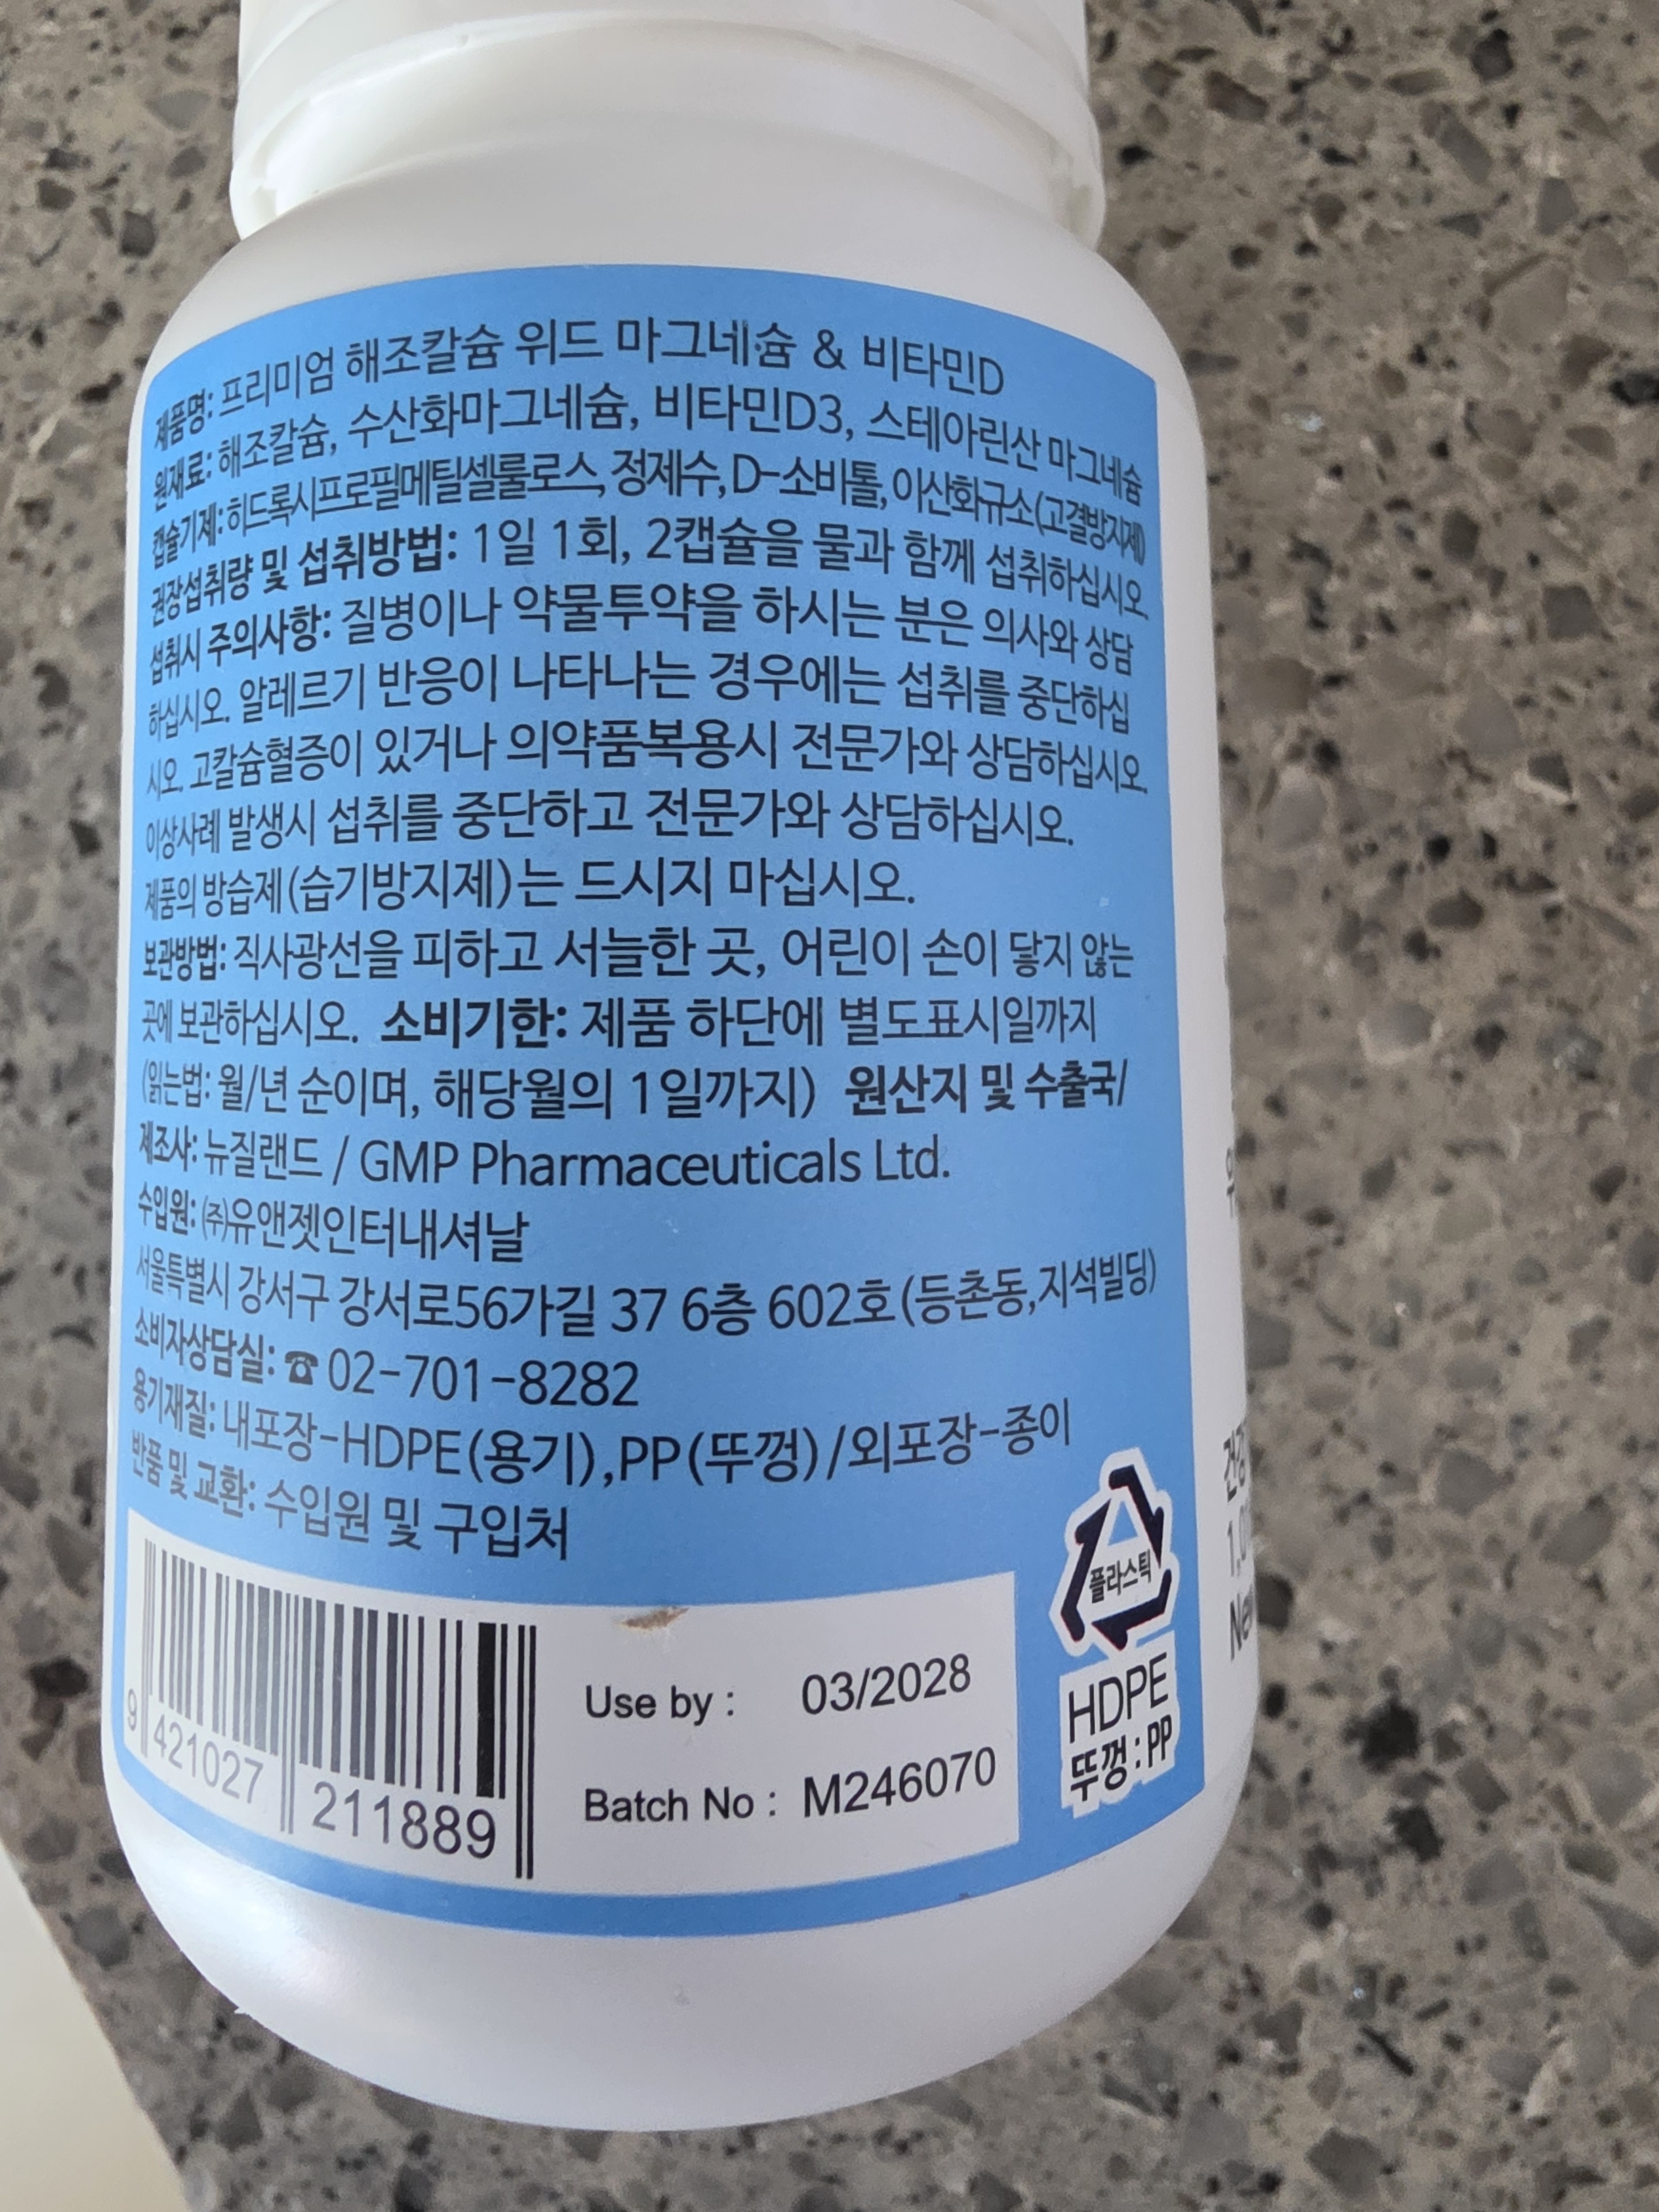 제품명: 프리미엄 해조칼슘 위드 마그네슘 & 비타민D
원재료: 해조칼슘, 수산화마그네슘, 비타민D3, 스테아린산 마그네슘
캡슐기제: 히드록시프로필메틸셀룰로스, 정제수, D-소비톨, 이산화규소(고결방지제)
권장섭취량 및 섭취방법: 1일 1회, 2캡슐을 물과 함께 섭취하십시오.
섭취시 주의사항: 질병이나 약물투약을 하시는 분은 의사와 상담
하십시오. 알레르기 반응이 나타나는 경우에는 섭취를 중단하십
시오. 고칼슘혈증이 있거나 의약품복용시 전문가와 상담하십시오.
이상사례 발생시 섭취를 중단하고 전문가와 상담하십시오.
제품의 방습제(습기방지제)는 드시지 마십시오.
보관방법: 직사광선을 피하고 서늘한 곳, 어린이 손이 닿지 않는
곳에 보관하십시오. 소비기한: 제품 하단에 별도표시일까지
(읽는법: 월/년 순이며, 해당월의 1일까지) 원산지 및 수출국/
제조사: 뉴질랜드 / GMP Pharmaceuticals Ltd.
수입원: ㈜유앤젯인터내셔날
서울특별시 강서구 강서로56가길 37 6층 602호(등촌동,지석빌딩)
소비자상담실: ☎ 02-701-8282
용기재질: 내포장-HDPE(용기),PP(뚜껑)/외포장-종이
반품 및 교환: 수입원 및 구입처
플라스틱
HDPE
뚜껑:PP
Use by : 03/2028
Batch No : M246070
9 421027 211889